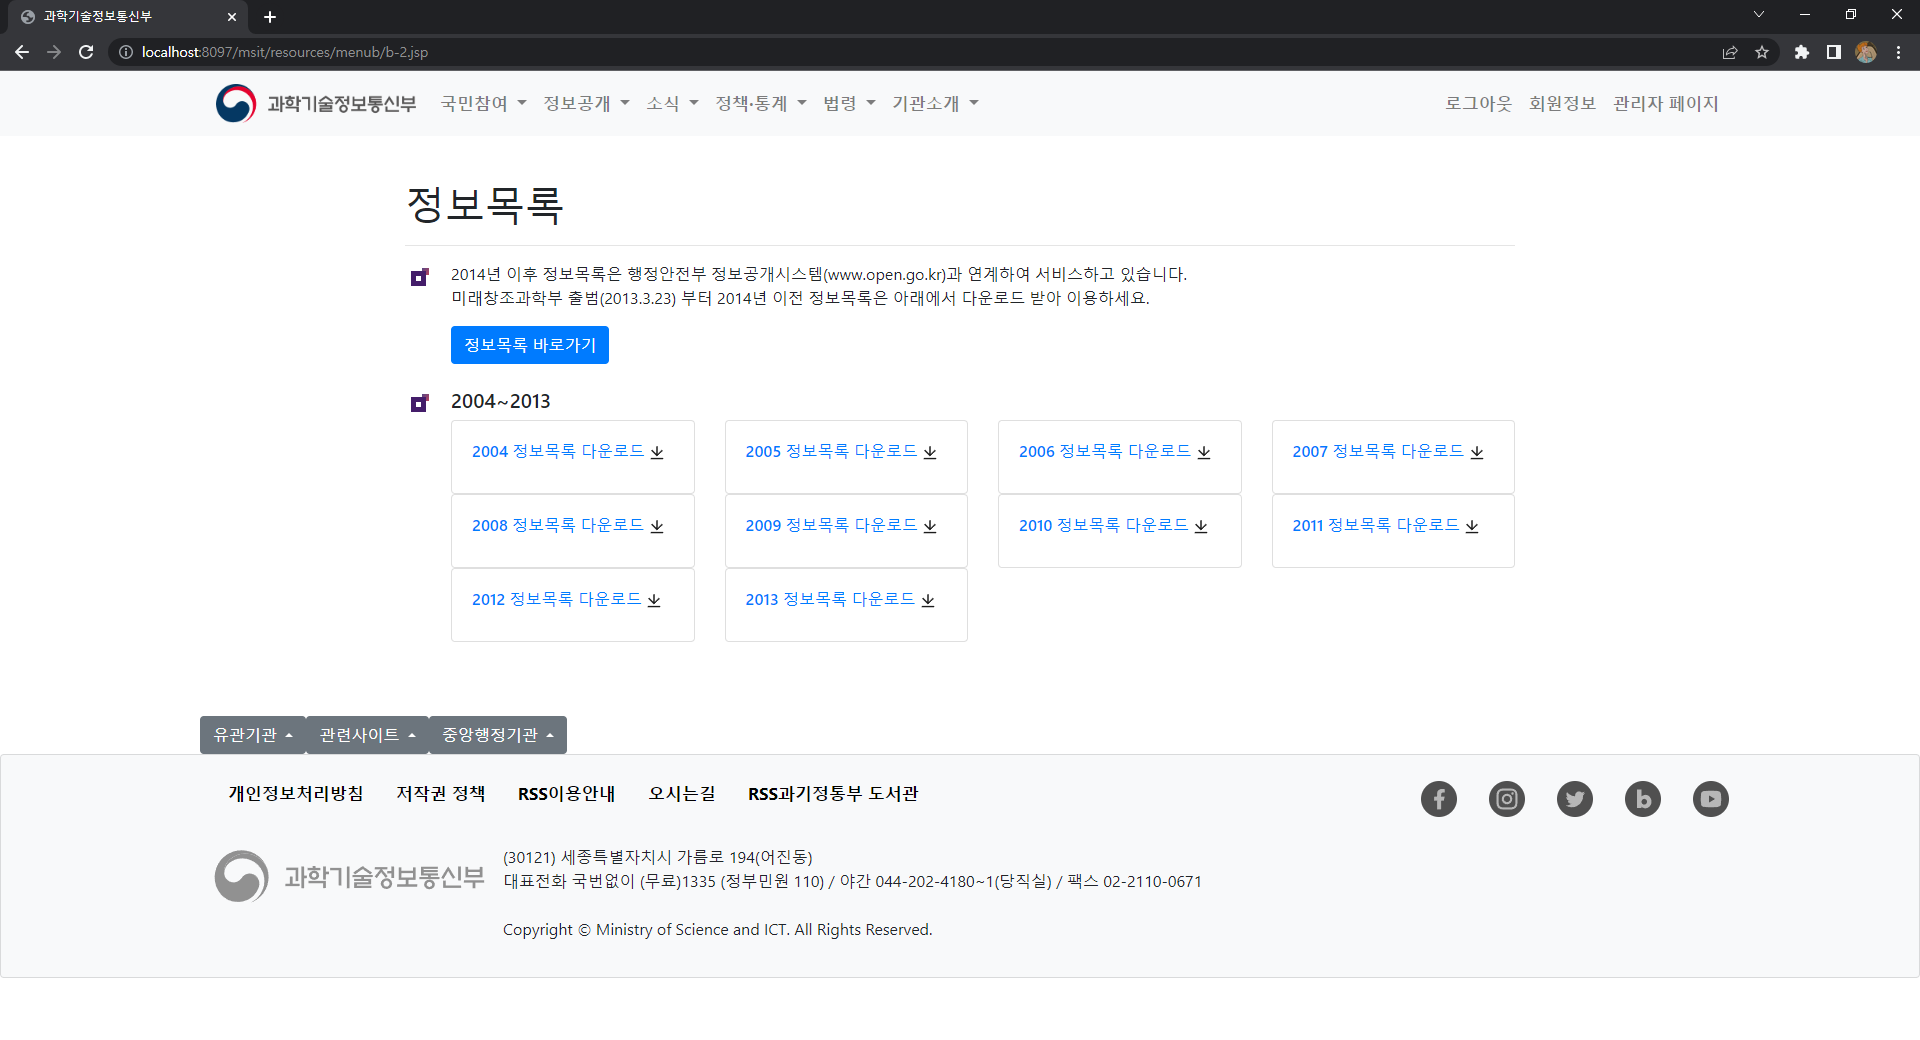 과학기술정보통신부
localhost:8097/msit/resources/menub/b-2.jsp
과학기술정보통신부 국민참여 정보공개 소식 정책·통계 법령 기관소개 로그아웃 회원정보 관리자 페이지
정보목록
2014년 이후 정보목록은 행정안전부 정보공개시스템(www.open.go.kr)과 연계하여 서비스하고 있습니다.
미래창조과학부 출범(2013.3.23) 부터 2014년 이전 정보목록은 아래에서 다운로드 받아 이용하세요.
정보목록 바로가기
2004~2013
2004 정보목록 다운로드 2005 정보목록 다운로드 2006 정보목록 다운로드 2007 정보목록 다운로드
2008 정보목록 다운로드 2009 정보목록 다운로드 2010 정보목록 다운로드 2011 정보목록 다운로드
2012 정보목록 다운로드 2013 정보목록 다운로드
유관기관 관련사이트 중앙행정기관
개인정보처리방침 저작권 정책 RSS이용안내 오시는길 RSS과기정통부 도서관
과학기술정보통신부
(30121) 세종특별자치시 가름로 194(어진동)
대표전화 국번없이 (무료)1335 (정부민원 110) / 야간 044-202-4180~1(당직실) / 팩스 02-2110-0671
Copyright © Ministry of Science and ICT. All Rights Reserved.